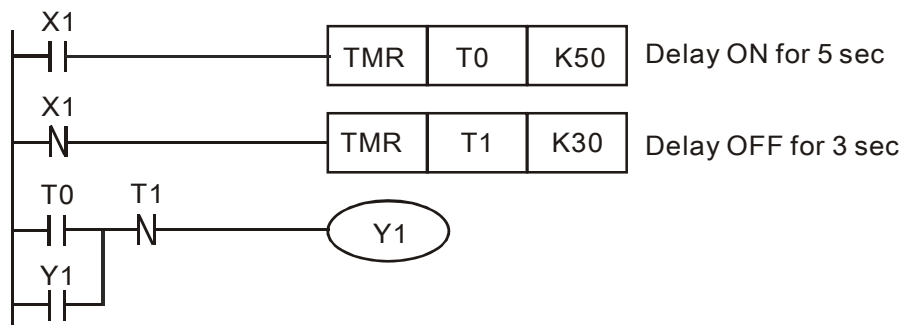 X1
TMR T0 K50 Delay ON for 5 sec
X1
TMR T1 K30 Delay OFF for 3 sec
T0 T1
Y1
Y1